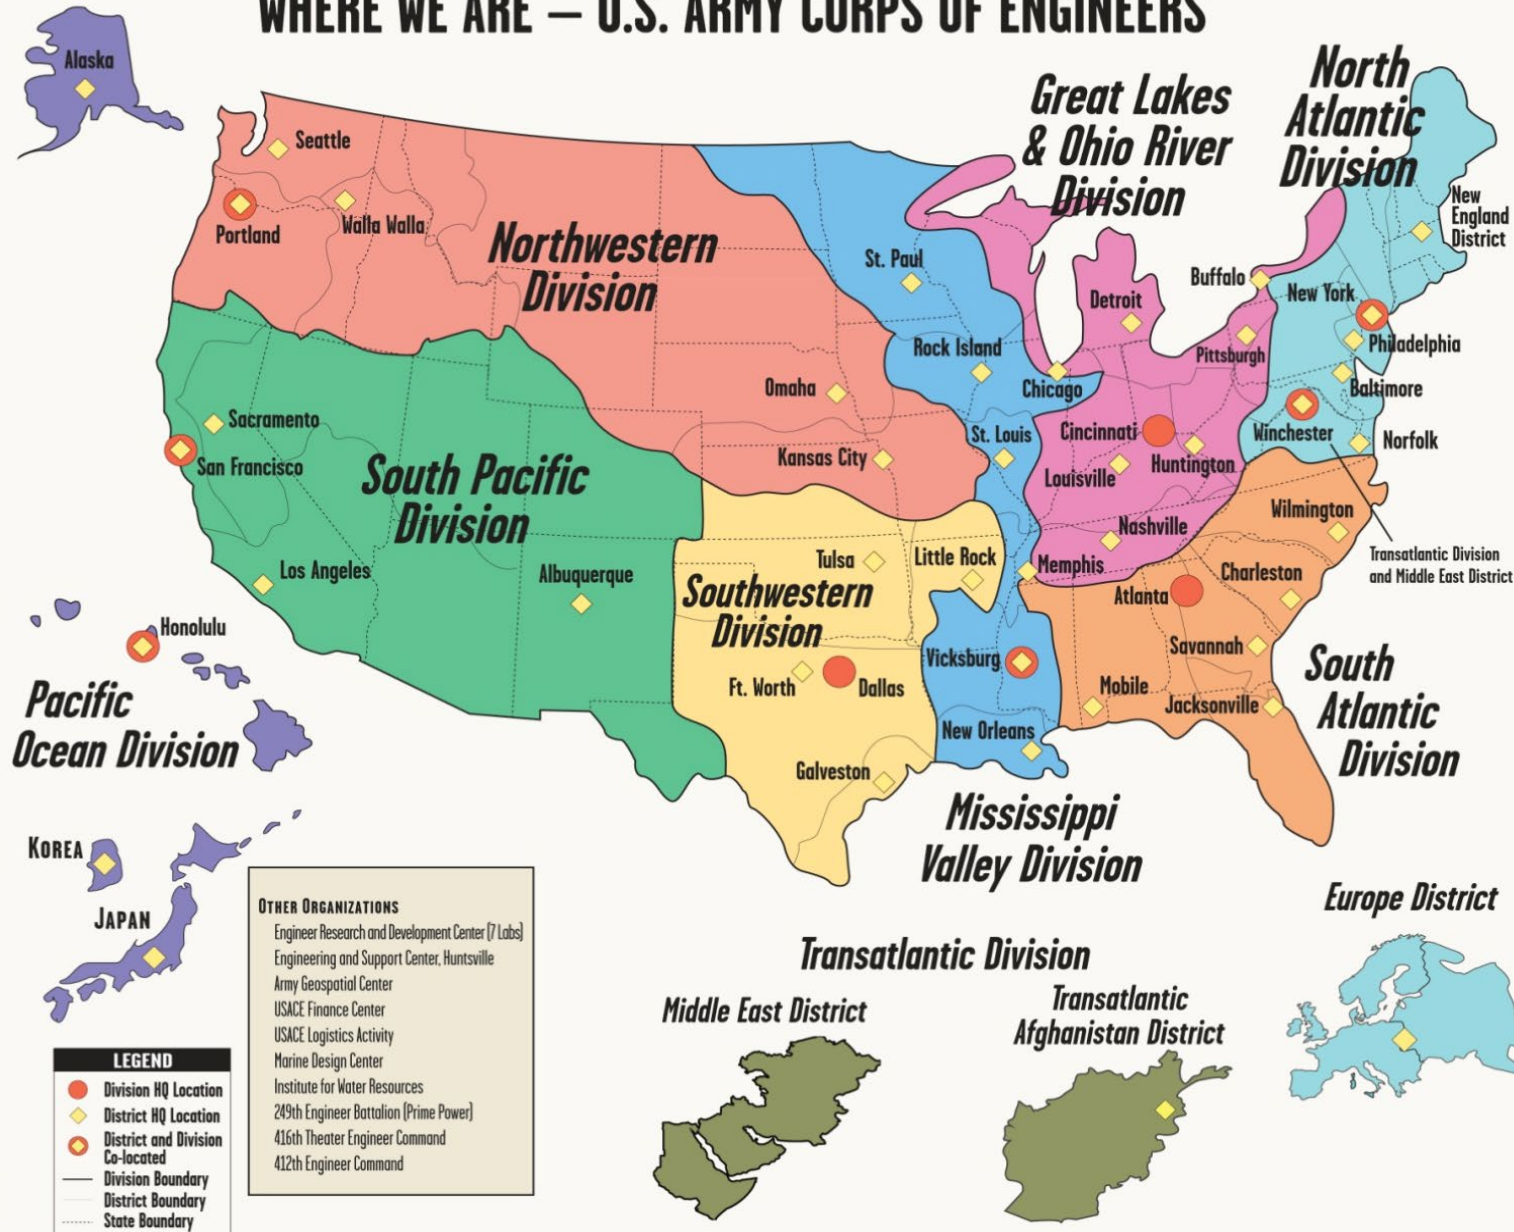 WHERE WE ARE – U.S. ARMY CORPS OF ENGINEERS
Alaska
Great Lakes
& Ohio River
Division
North
Atlantic
Division
Seattle
Portland
Walla Walla
Northwestern
Division
St. Paul
New
England
District
Buffalo
New York
Detroit
Rock Island
Pittsburgh
Philadelphia
Omaha
Chicago
Baltimore
Sacramento
San Francisco
Kansas City
St. Louis
Cincinnati
Louisville
Huntington
Winchester
Norfolk
South Pacific
Division
Wilmington
Nashville
Transatlantic Division
and Middle East District
Los Angeles
Albuquerque
Tulsa
Little Rock
Memphis
Southwestern
Division
Atlanta
Charleston
Honolulu
Savannah
Vicksburg
Ft. Worth
Dallas
Mobile
Jacksonville
South
Atlantic
Division
Pacific
Ocean Division
New Orleans
Galveston
Mississippi
Valley Division
KOREA
JAPAN
OTHER ORGANIZATIONS
Engineer Research and Development Center (7 Labs)
Engineering and Support Center, Huntsville
Army Geospatial Center
USACE Finance Center
USACE Logistics Activity
Marine Design Center
Institute for Water Resources
249th Engineer Battalion (Prime Power)
416th Theater Engineer Command
412th Engineer Command
Europe District
Transatlantic Division
Middle East District
Transatlantic
Afghanistan District
LEGEND
Division HQ Location
District HQ Location
District and Division
Co-located
Division Boundary
District Boundary
State Boundary